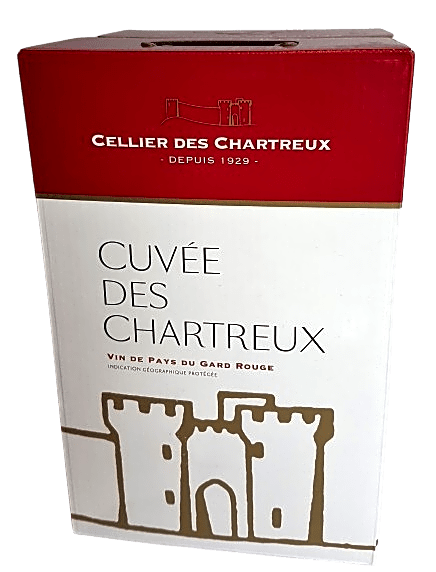 CELLIER DES CHARTREUX
- DEPUIS 1929 -
CUVÉE
DES
CHARTREUX
VIN DE PAYS DU GARD ROUGE
INDICATION GÉOGRAPHIQUE PROTÉGÉE